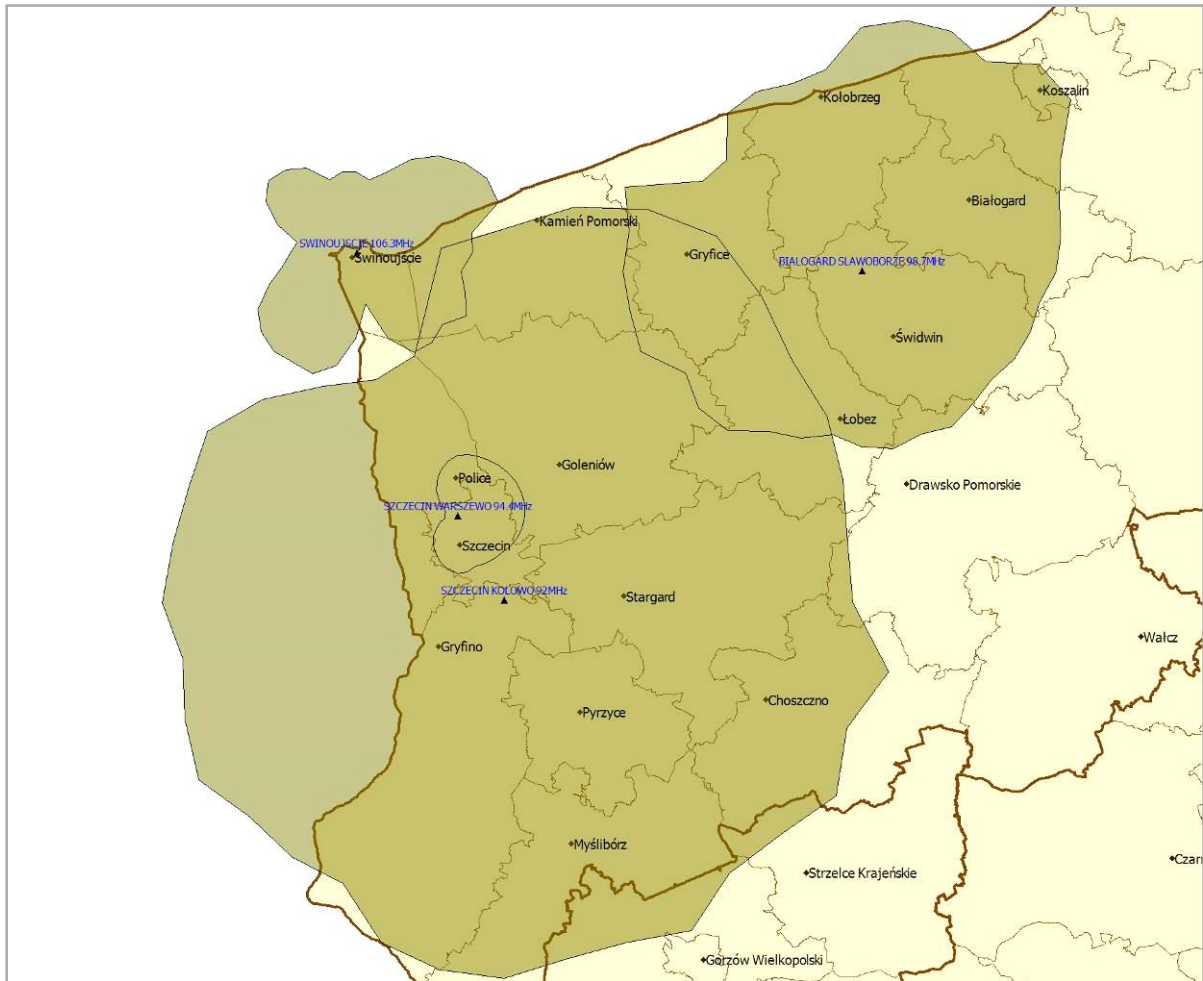 Koszalin
Kołobrzeg
Białogard
Kamień Pomorski
SWINOUJSCIE 106.3MHz
Świnoujście
Gryfice
BIALOGARD SLAWOBORZE 98.7MHz
Świdwin
Łobez
Goleniów
Police
Drawsko Pomorskie
SZCZECIN WARSZEWO 94.4MHz
Szczecin
SZCZECIN KOLOWO 92MHz
Stargard
Gryfino
Wałcz
Choszczno
Pyrzyce
Myślibórz
Czarn
Strzelce Krajeńskie
Gorzów Wielkopolski